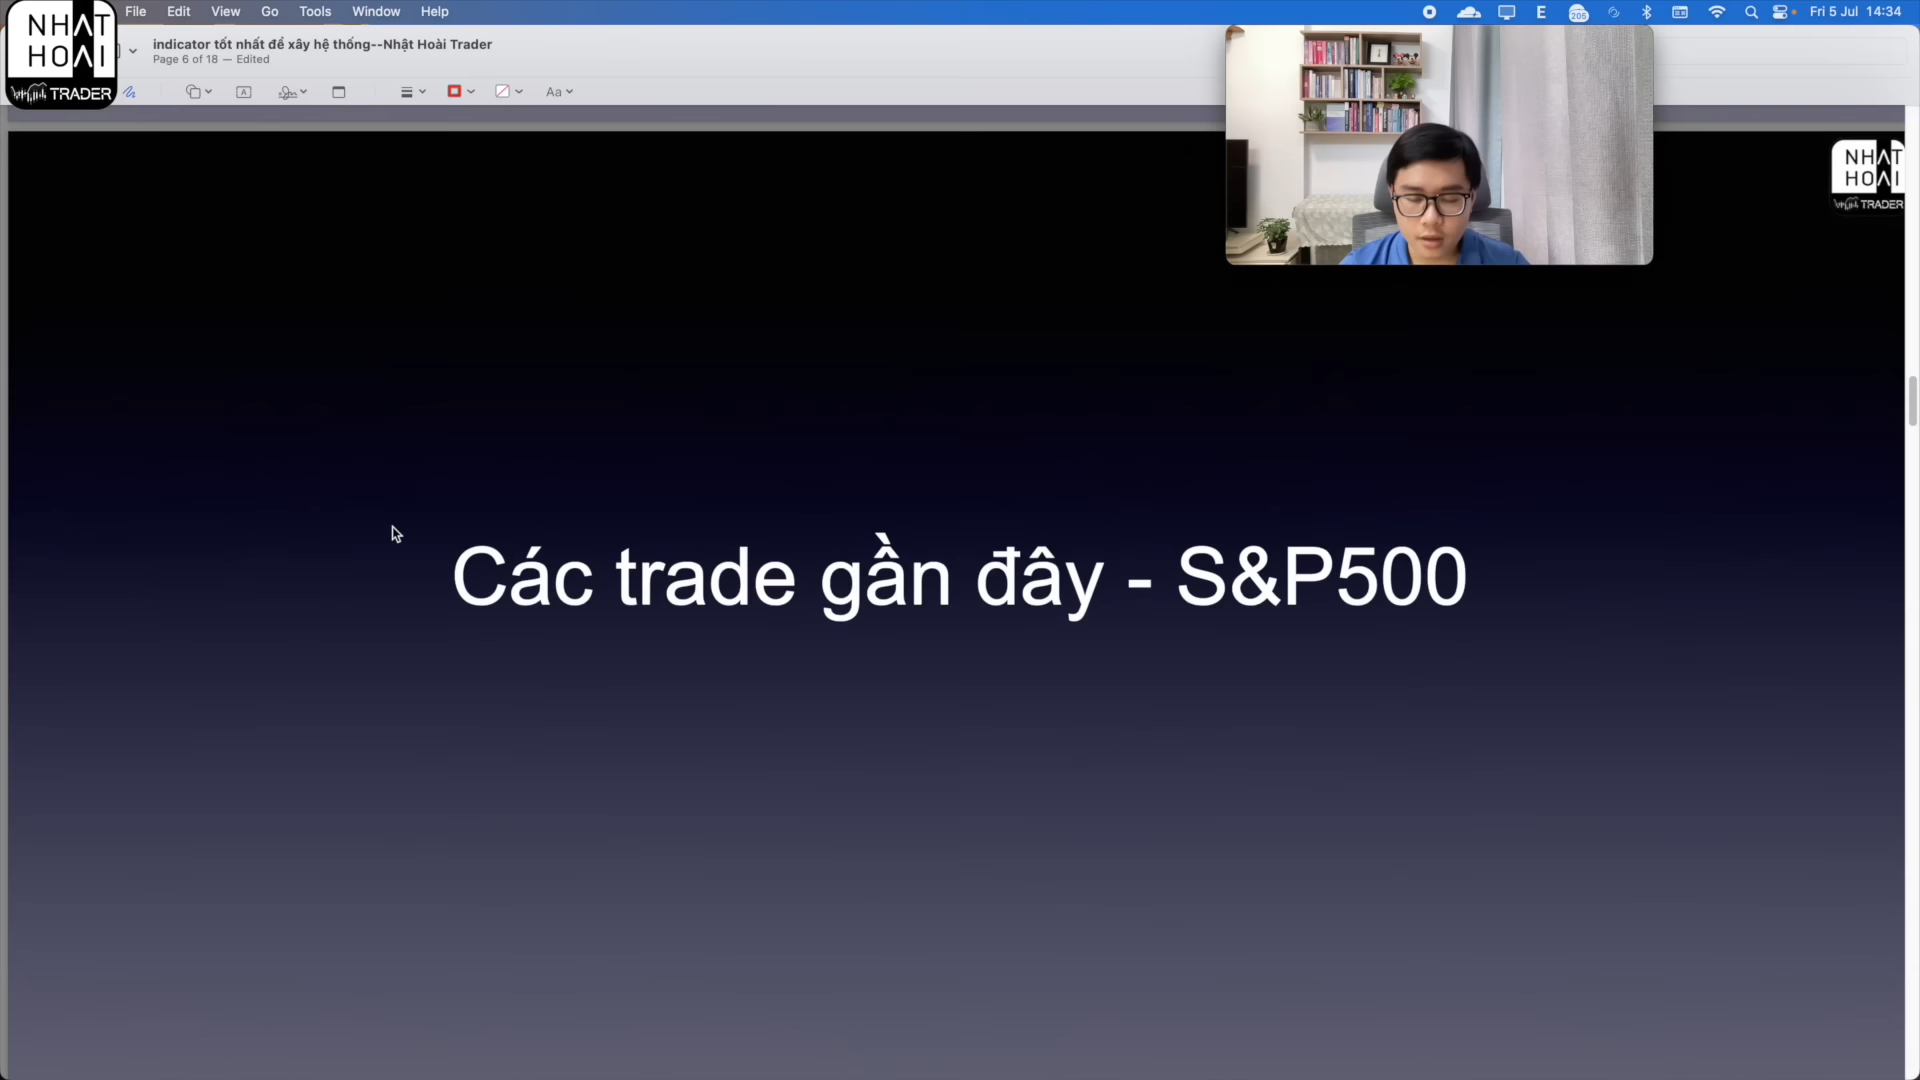 File Edit View Go Tools Window Help
E
205
Fri 5 Jul 14:34
NHAT
HOAI
TRADER
indicator tốt nhất để xây hệ thống--Nhật Hoài Trader
Page 6 of 18 — Edited
A
Aa
NHAT
HOAI
TRADER
Các trade gần đây - S&P500